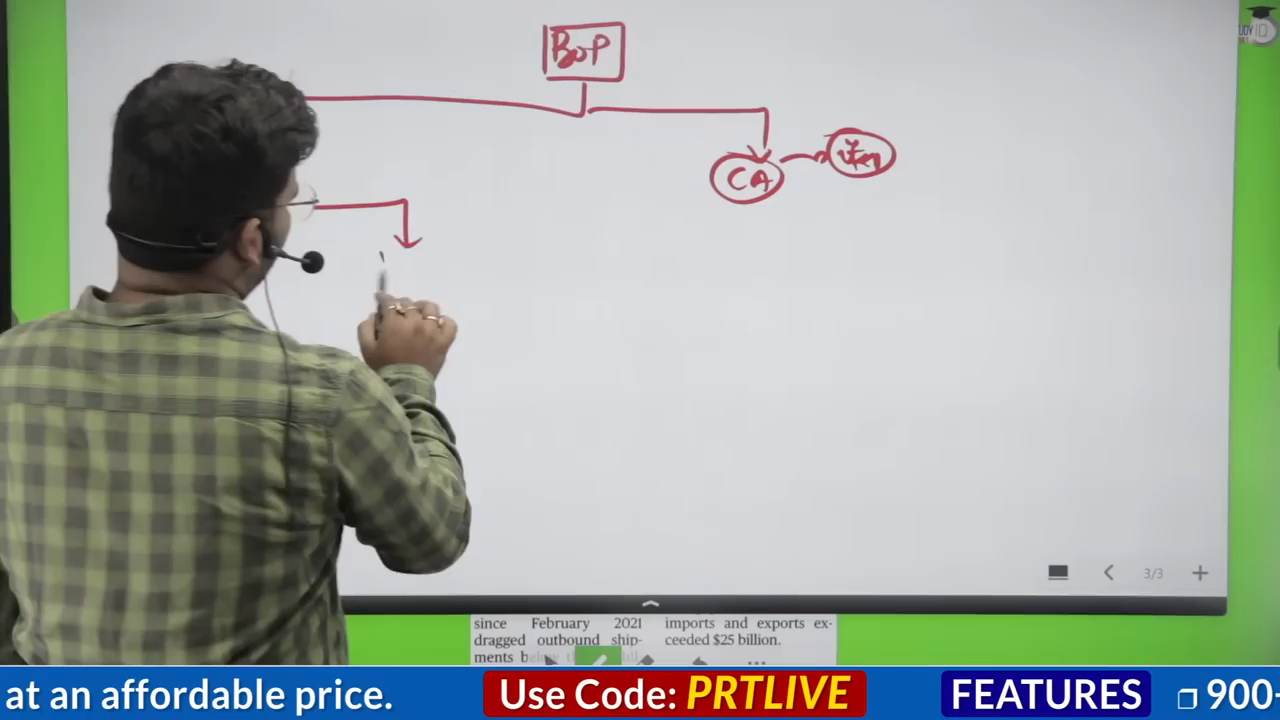 BOP
CA
3/3
since February 2021
dragged outbound ship-
ments
imports and exports ex-
ceeded $25 billion.
at an affordable price.
Use Code: PRTLIVE
FEATURES
900-